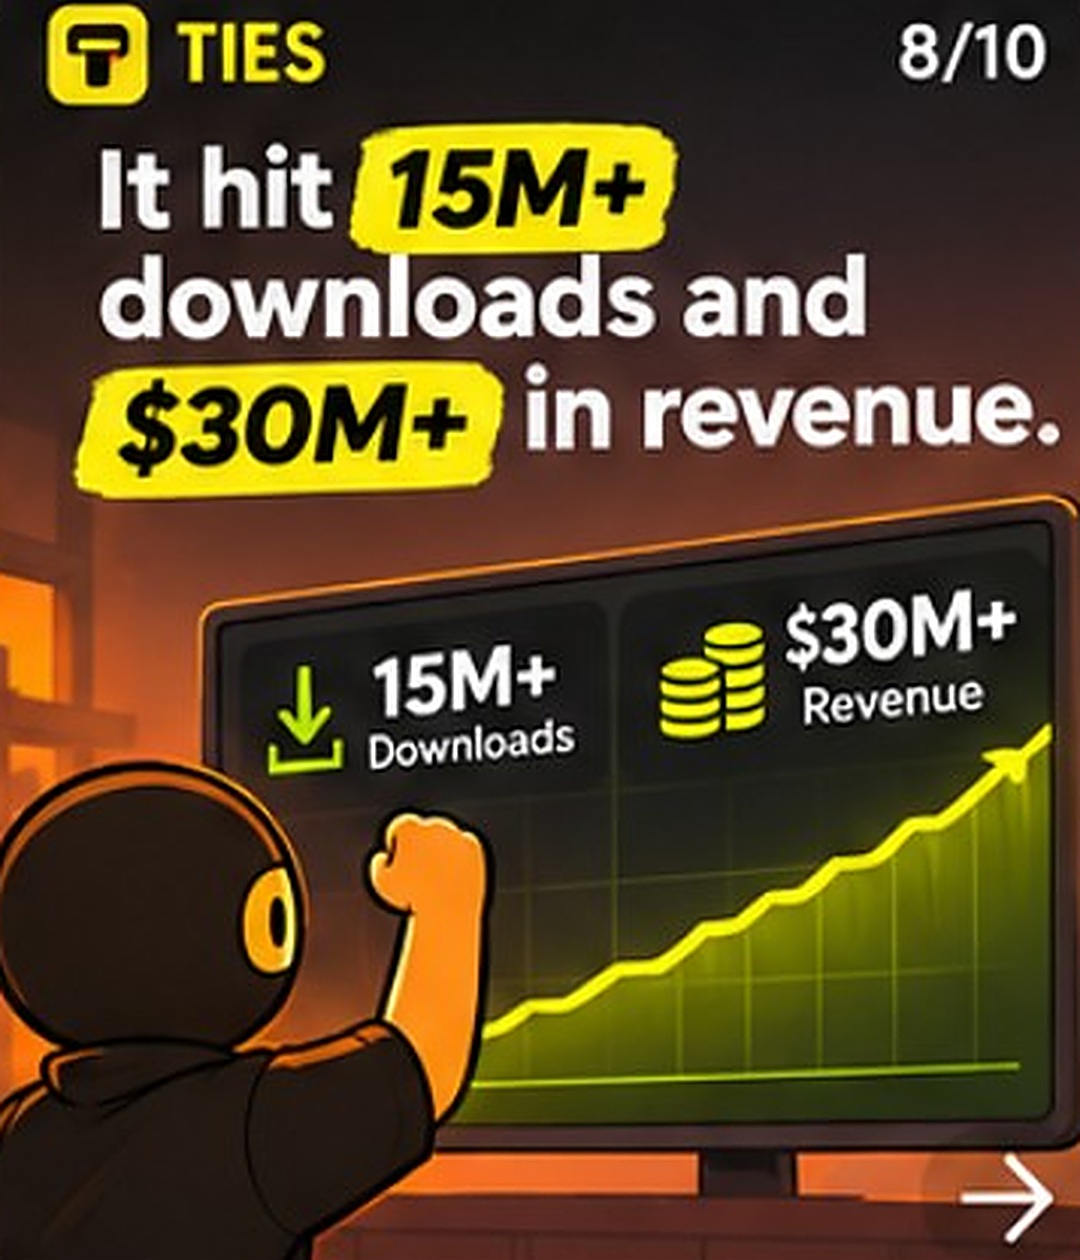 TIES
8/10
It hit 15M+
downloads and
$30M+ in revenue.
15M+
Downloads
$30M+
Revenue